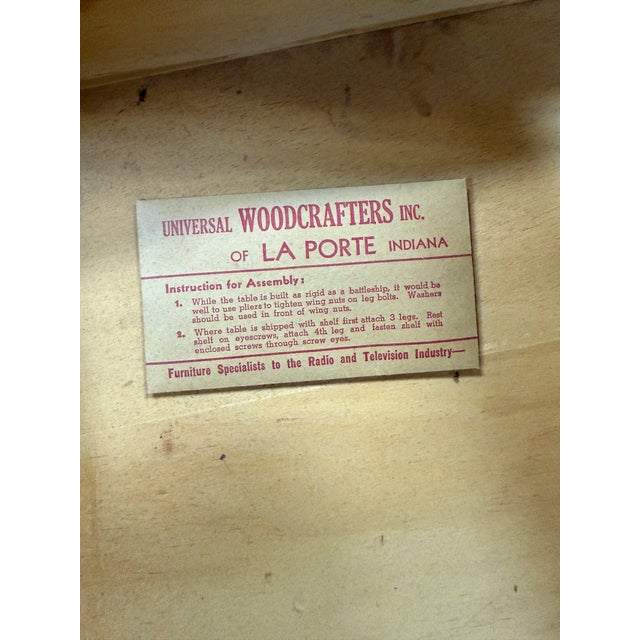 UNIVERSAL WOODCRAFTERS INC.
OF LA PORTE INDIANA
Instruction for Assembly:
1. While the table is built as rigid as a battleship, it would be
well to use pliers to tighten wing nuts on leg bolts. Washers
should be used in front of wing nuts.
2. Where table is shipped with shelf first attach 3 legs. Rest
shelf on eyescrews, attach 4th leg and fasten shelf with
enclosed screws through screw eyes.
Furniture Specialists to the Radio and Television Industry—